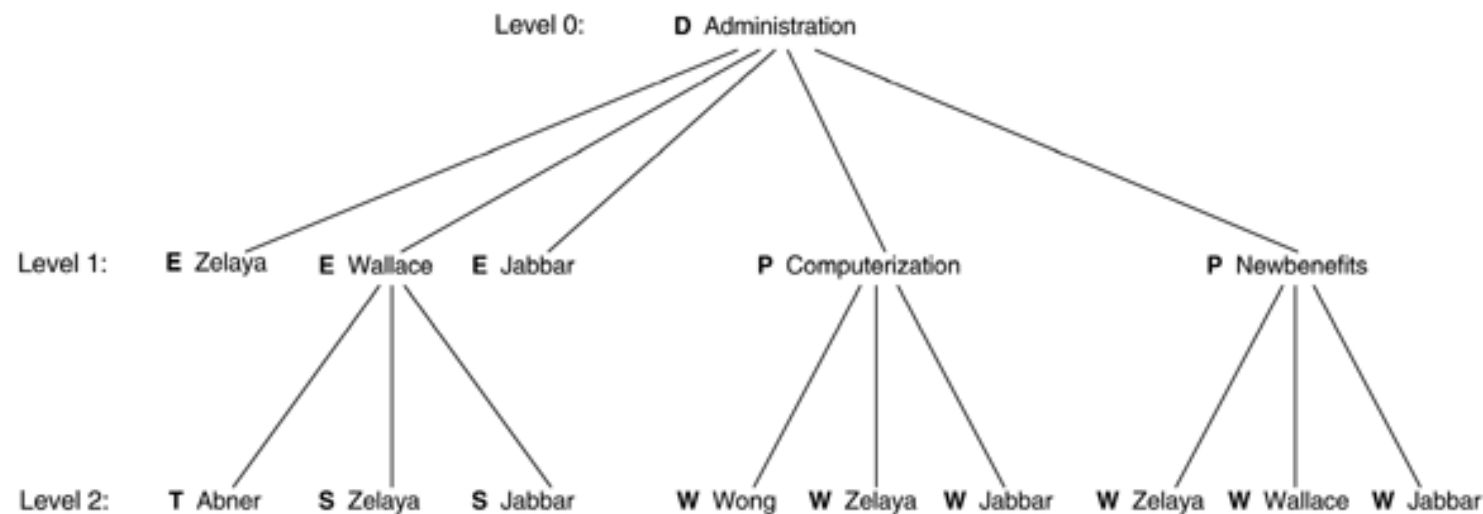 Level 0: D Administration
Level 1: E Zelaya E Wallace E Jabbar P Computerization P Newbenefits
Level 2: T Abner S Zelaya S Jabbar W Wong W Zelaya W Jabbar W Zelaya W Wallace W Jabbar